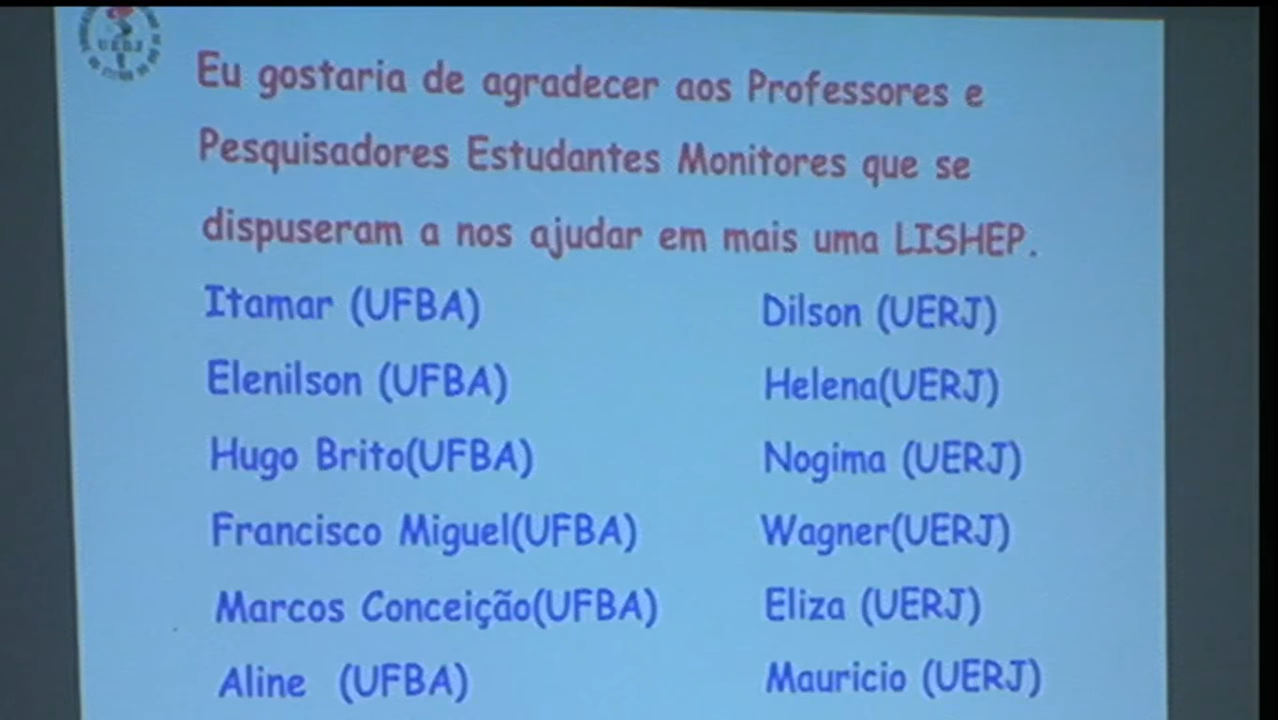 UERJ
Eu gostaria de agradecer aos Professores e
Pesquisadores Estudantes Monitores que se
dispuseram a nos ajudar em mais uma LISHEP.
Itamar (UFBA)
Elenilson (UFBA)
Hugo Brito(UFBA)
Francisco Miguel(UFBA)
Marcos Conceição(UFBA)
Aline (UFBA)
Dilson (UERJ)
Helena(UERJ)
Nogima (UERJ)
Wagner(UERJ)
Eliza (UERJ)
Mauricio (UERJ)